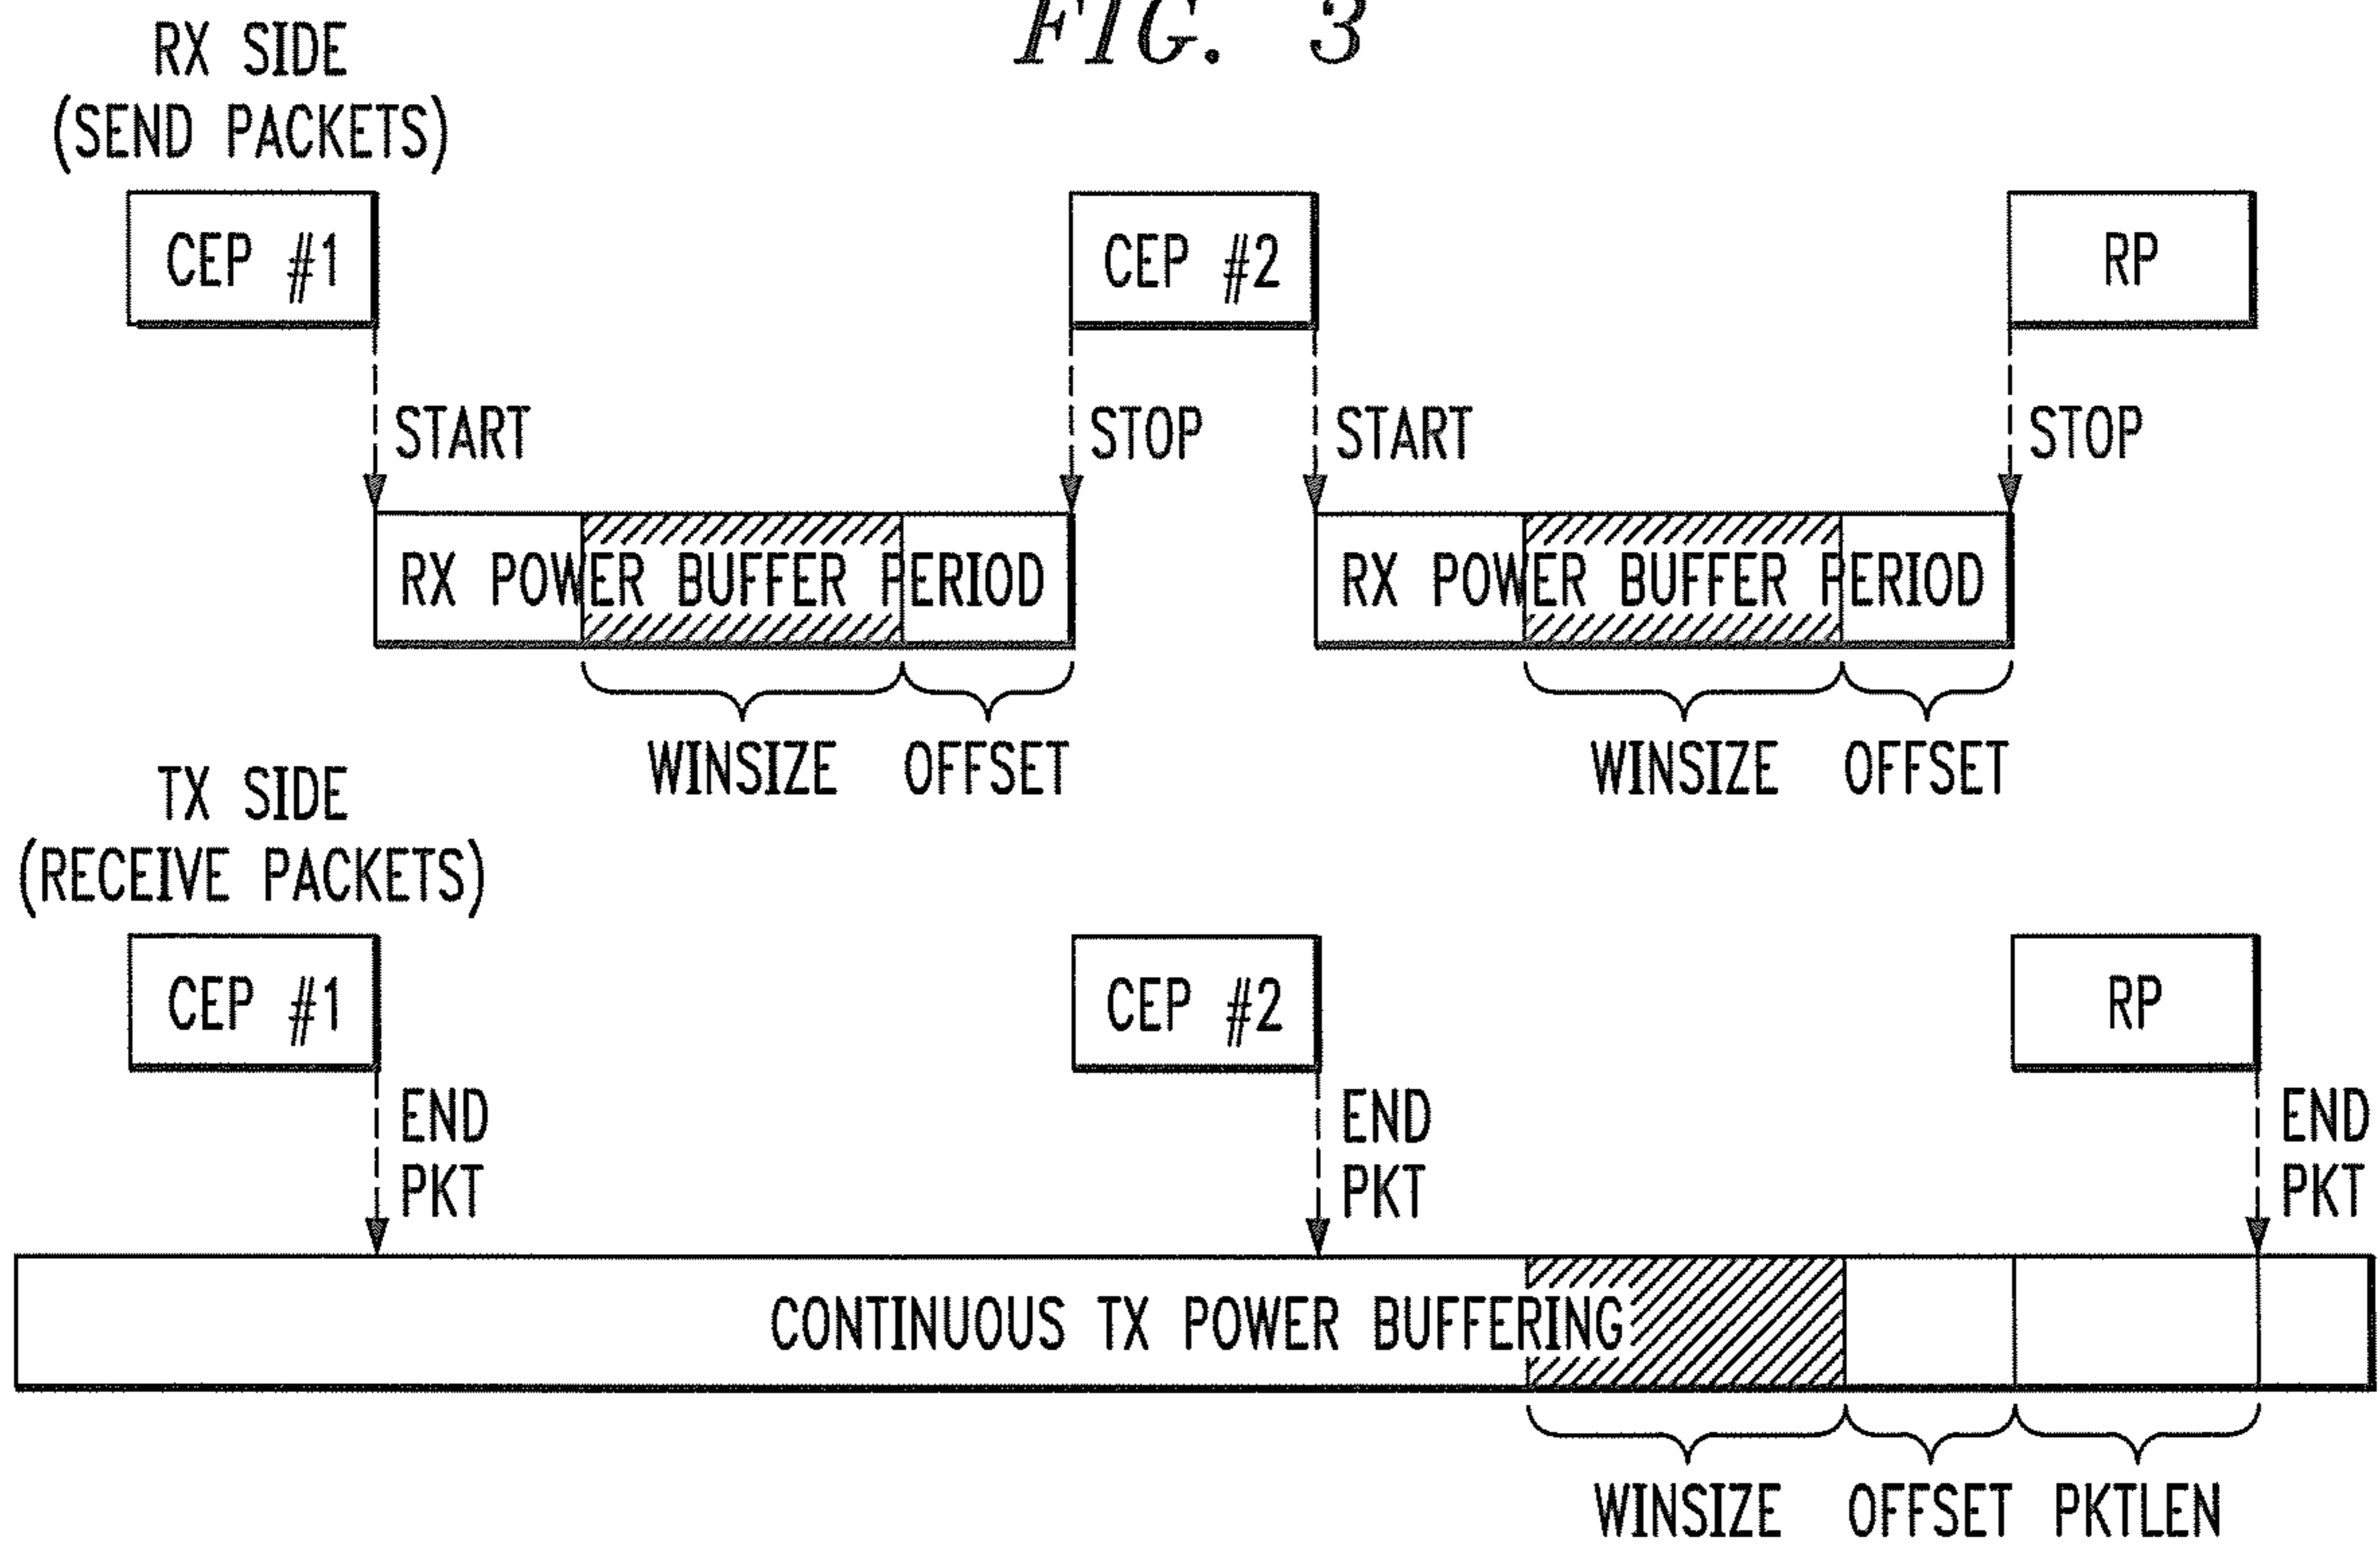 FIG. 3
RX SIDE
(SEND PACKETS)
CEP #1
CEP #2
RP
START
STOP
START
STOP
RX POWER BUFFER PERIOD
RX POWER BUFFER PERIOD
WINSIZE
OFFSET
WINSIZE
OFFSET
TX SIDE
(RECEIVE PACKETS)
CEP #1
CEP #2
RP
END
PKT
END
PKT
END
PKT
CONTINUOUS TX POWER BUFFERING
WINSIZE
OFFSET
PKTLEN